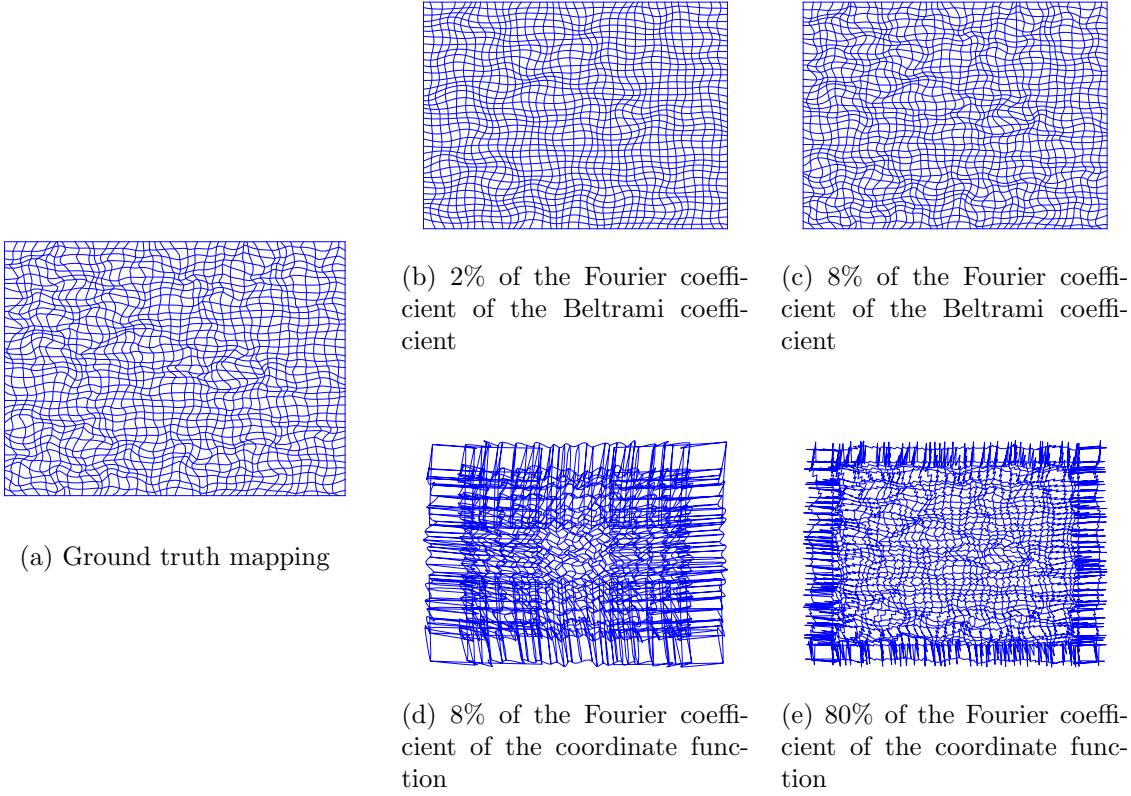 (a) Ground truth mapping
(b) 2% of the Fourier coeffi-
cient of the Beltrami coeffi-
cient
(c) 8% of the Fourier coeffi-
cient of the Beltrami coeffi-
cient
(d) 8% of the Fourier coeffi-
cient of the coordinate func-
tion
(e) 80% of the Fourier coeffi-
cient of the coordinate func-
tion